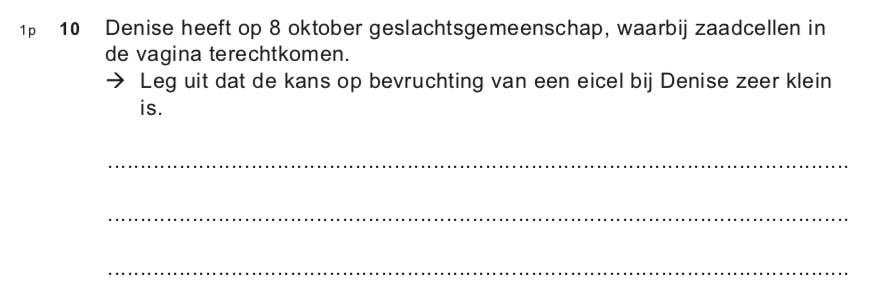 1p 10 Denise heeft op 8 oktober geslachtsgemeenschap, waarbij zaadcellen in
de vagina terechtkomen.
→ Leg uit dat de kans op bevruchting van een eicel bij Denise zeer klein
is.